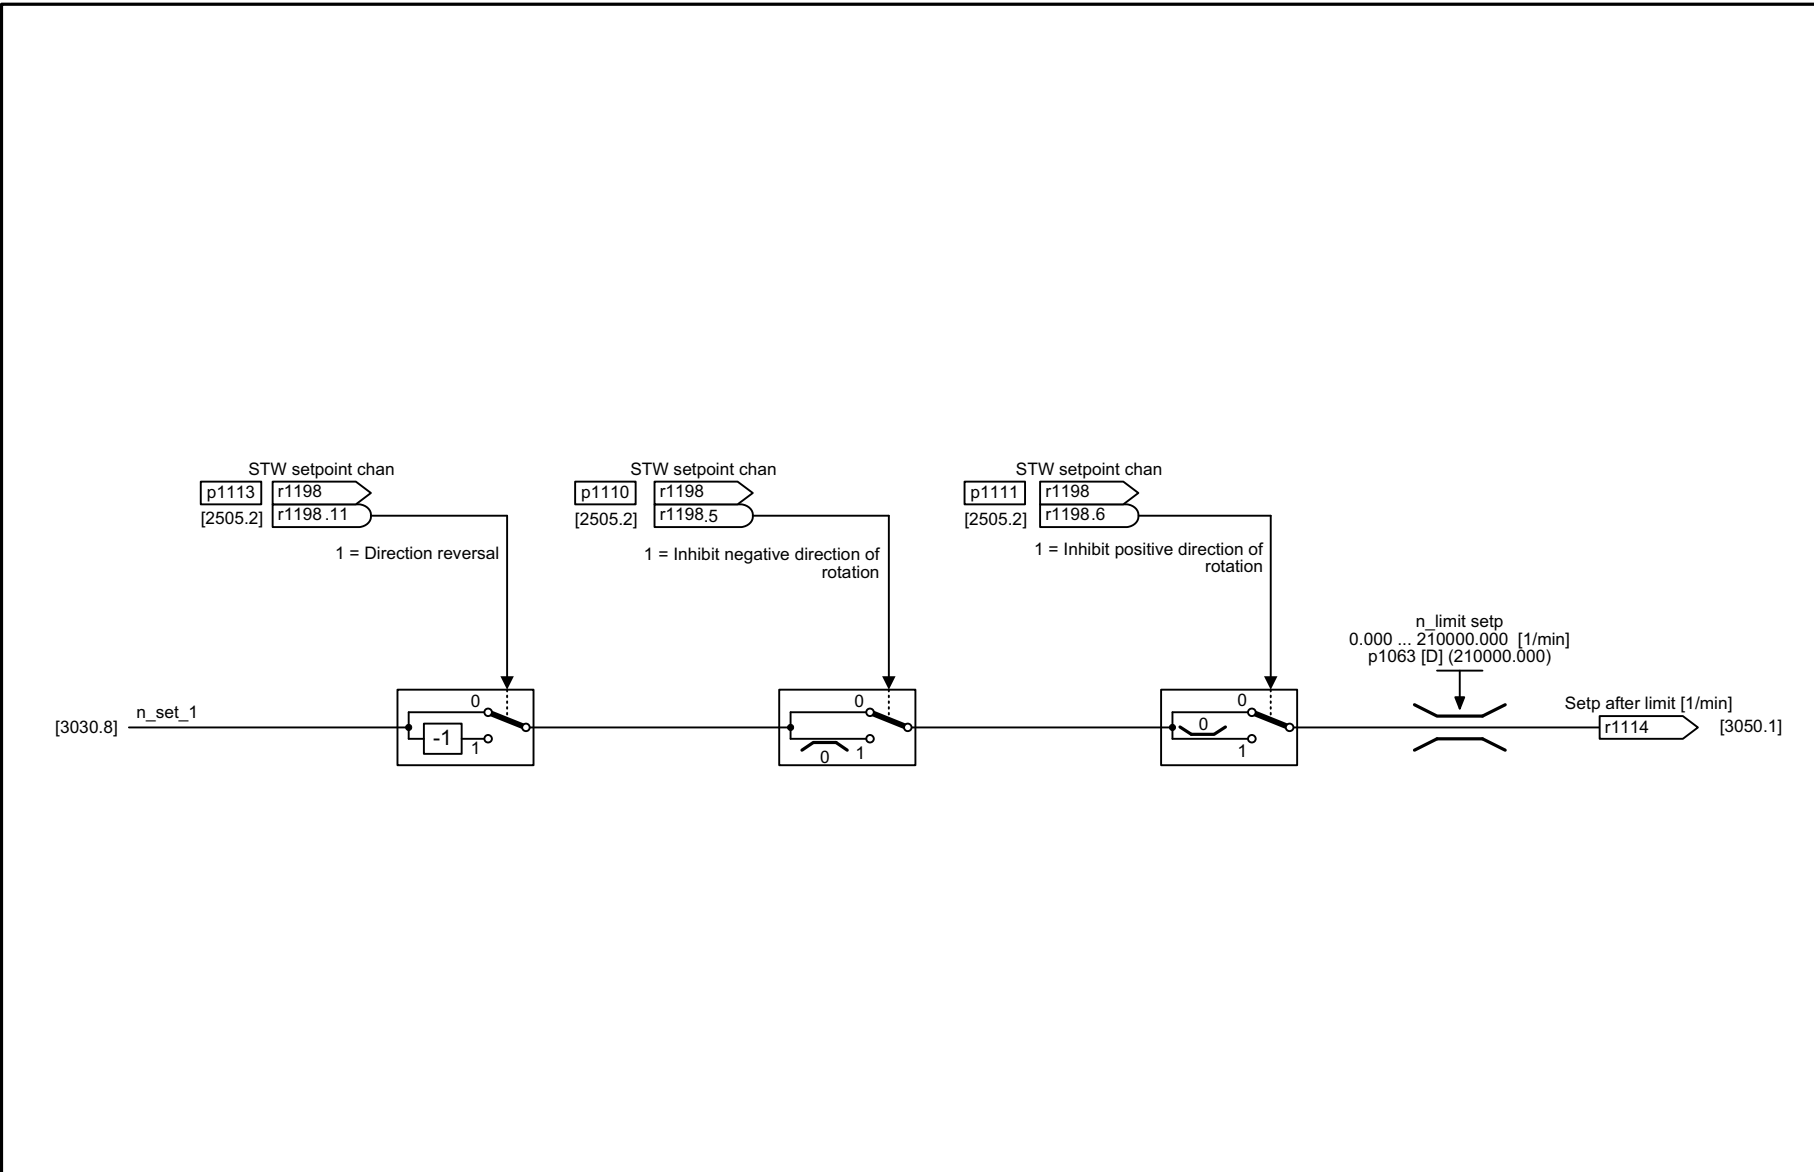 STW setpoint chan
p1113 r1198
[2505.2] r1198.11
1 = Direction reversal
STW setpoint chan
p1110 r1198
[2505.2] r1198.5
1 = Inhibit negative direction of
rotation
STW setpoint chan
p1111 r1198
[2505.2] r1198.6
1 = Inhibit positive direction of
rotation
n_limit setp
0.000 ... 210000.000 [1/min]
p1063 [D] (210000.000)
[3030.8] n_set_1
0
-1
1
0
0
1
0
0
1
Setp after limit [1/min]
r1114 [3050.1]